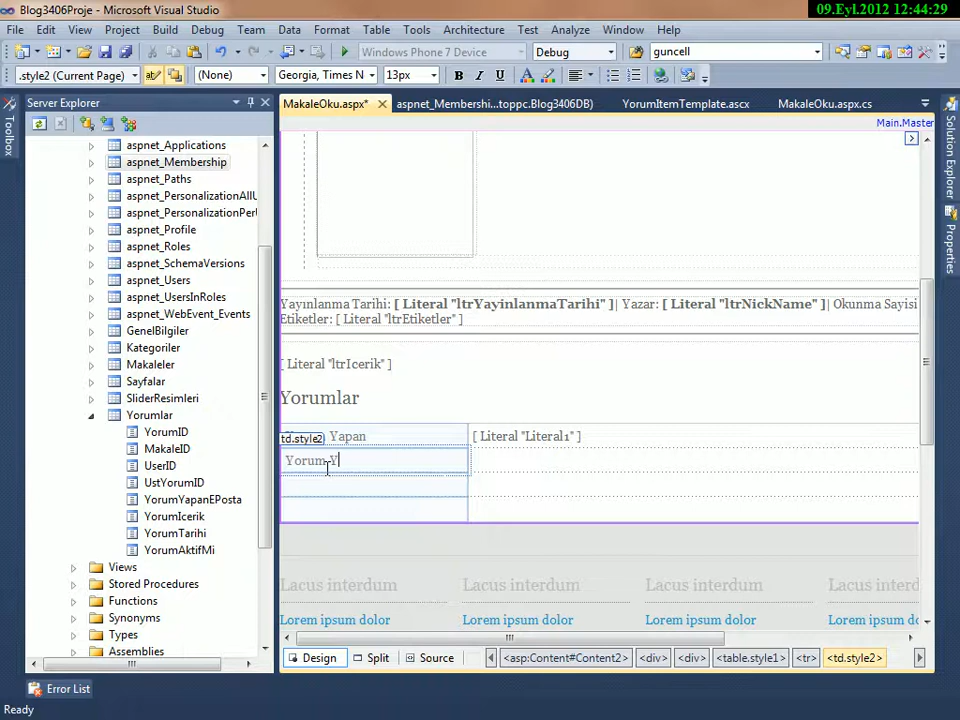 Blog3406Proje - Microsoft Visual Studio
09.Eyl.2012 12:44:29
File Edit View Project Build Debug Team Data Format Table Tools Architecture Test Analyze Window Help
Windows Phone 7 Device Debug guncell
.style2 (Current Page) (None) Georgia, Times N 13px B I U A
Server Explorer
MakaleOku.aspx* aspnet_Membershi...toppc.Blog3406DB) YorumItemTemplate.ascx MakaleOku.aspx.cs
Main.Master
Toolbox
Solution Explorer
Properties
aspnet_Applications
aspnet_Membership
aspnet_Paths
aspnet_PersonalizationAllU
aspnet_PersonalizationPerU
aspnet_Profile
aspnet_Roles
aspnet_SchemaVersions
aspnet_Users
aspnet_UsersInRoles
aspnet_WebEvent_Events
GenelBilgiler
Kategoriler
Makaleler
Sayfalar
SliderResimleri
Yorumlar
YorumID
MakaleID
UserID
UstYorumID
YorumYapanEPosta
YorumIcerik
YorumTarihi
YorumAktifMi
Views
Stored Procedures
Functions
Synonyms
Types
Assemblies
Yayınlanma Tarihi: [ Literal "ltrYayinlanmaTarihi" ]| Yazar: [ Literal "ltrNickName" ]| Okunma Sayisi
Etiketler: [ Literal "ltrEtiketler" ]
[ Literal "ltrIcerik" ]
Yorumlar
td.style2 Yapan [ Literal "Literal1" ]
Yorum Y
Lacus interdum Lacus interdum Lacus interdum Lacus interd
Lorem ipsum dolor Lorem ipsum dolor Lorem ipsum dolor Lorem ipsum do
Design Split Source <asp:Content#Content2> <div> <div> <table.style1> <tr> <td.style2>
Error List
Ready